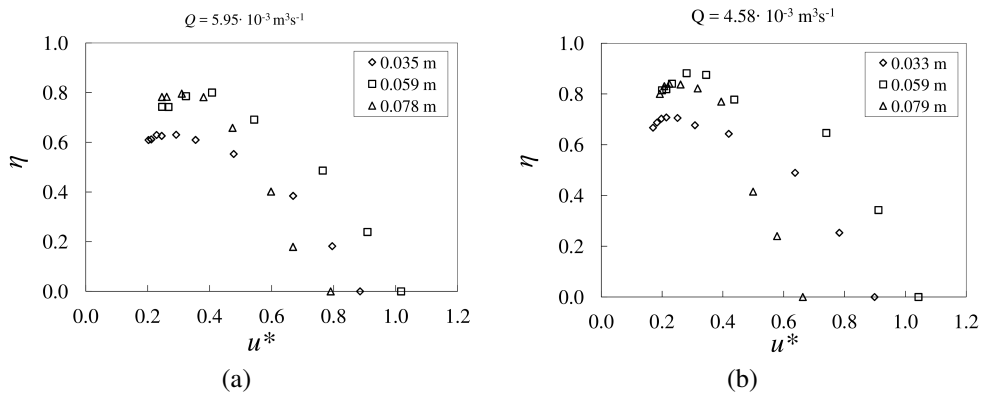 Q = 5.95· 10⁻³ m³s⁻¹
1.0
0.8
0.6
0.4
0.2
0.0
η
0.035 m
0.059 m
0.078 m
0.0 0.2 0.4 0.6 0.8 1.0 1.2
u*
(a)
Q = 4.58· 10⁻³ m³s⁻¹
1.0
0.8
0.6
0.4
0.2
0.0
η
0.033 m
0.059 m
0.079 m
0.0 0.2 0.4 0.6 0.8 1.0 1.2
u*
(b)